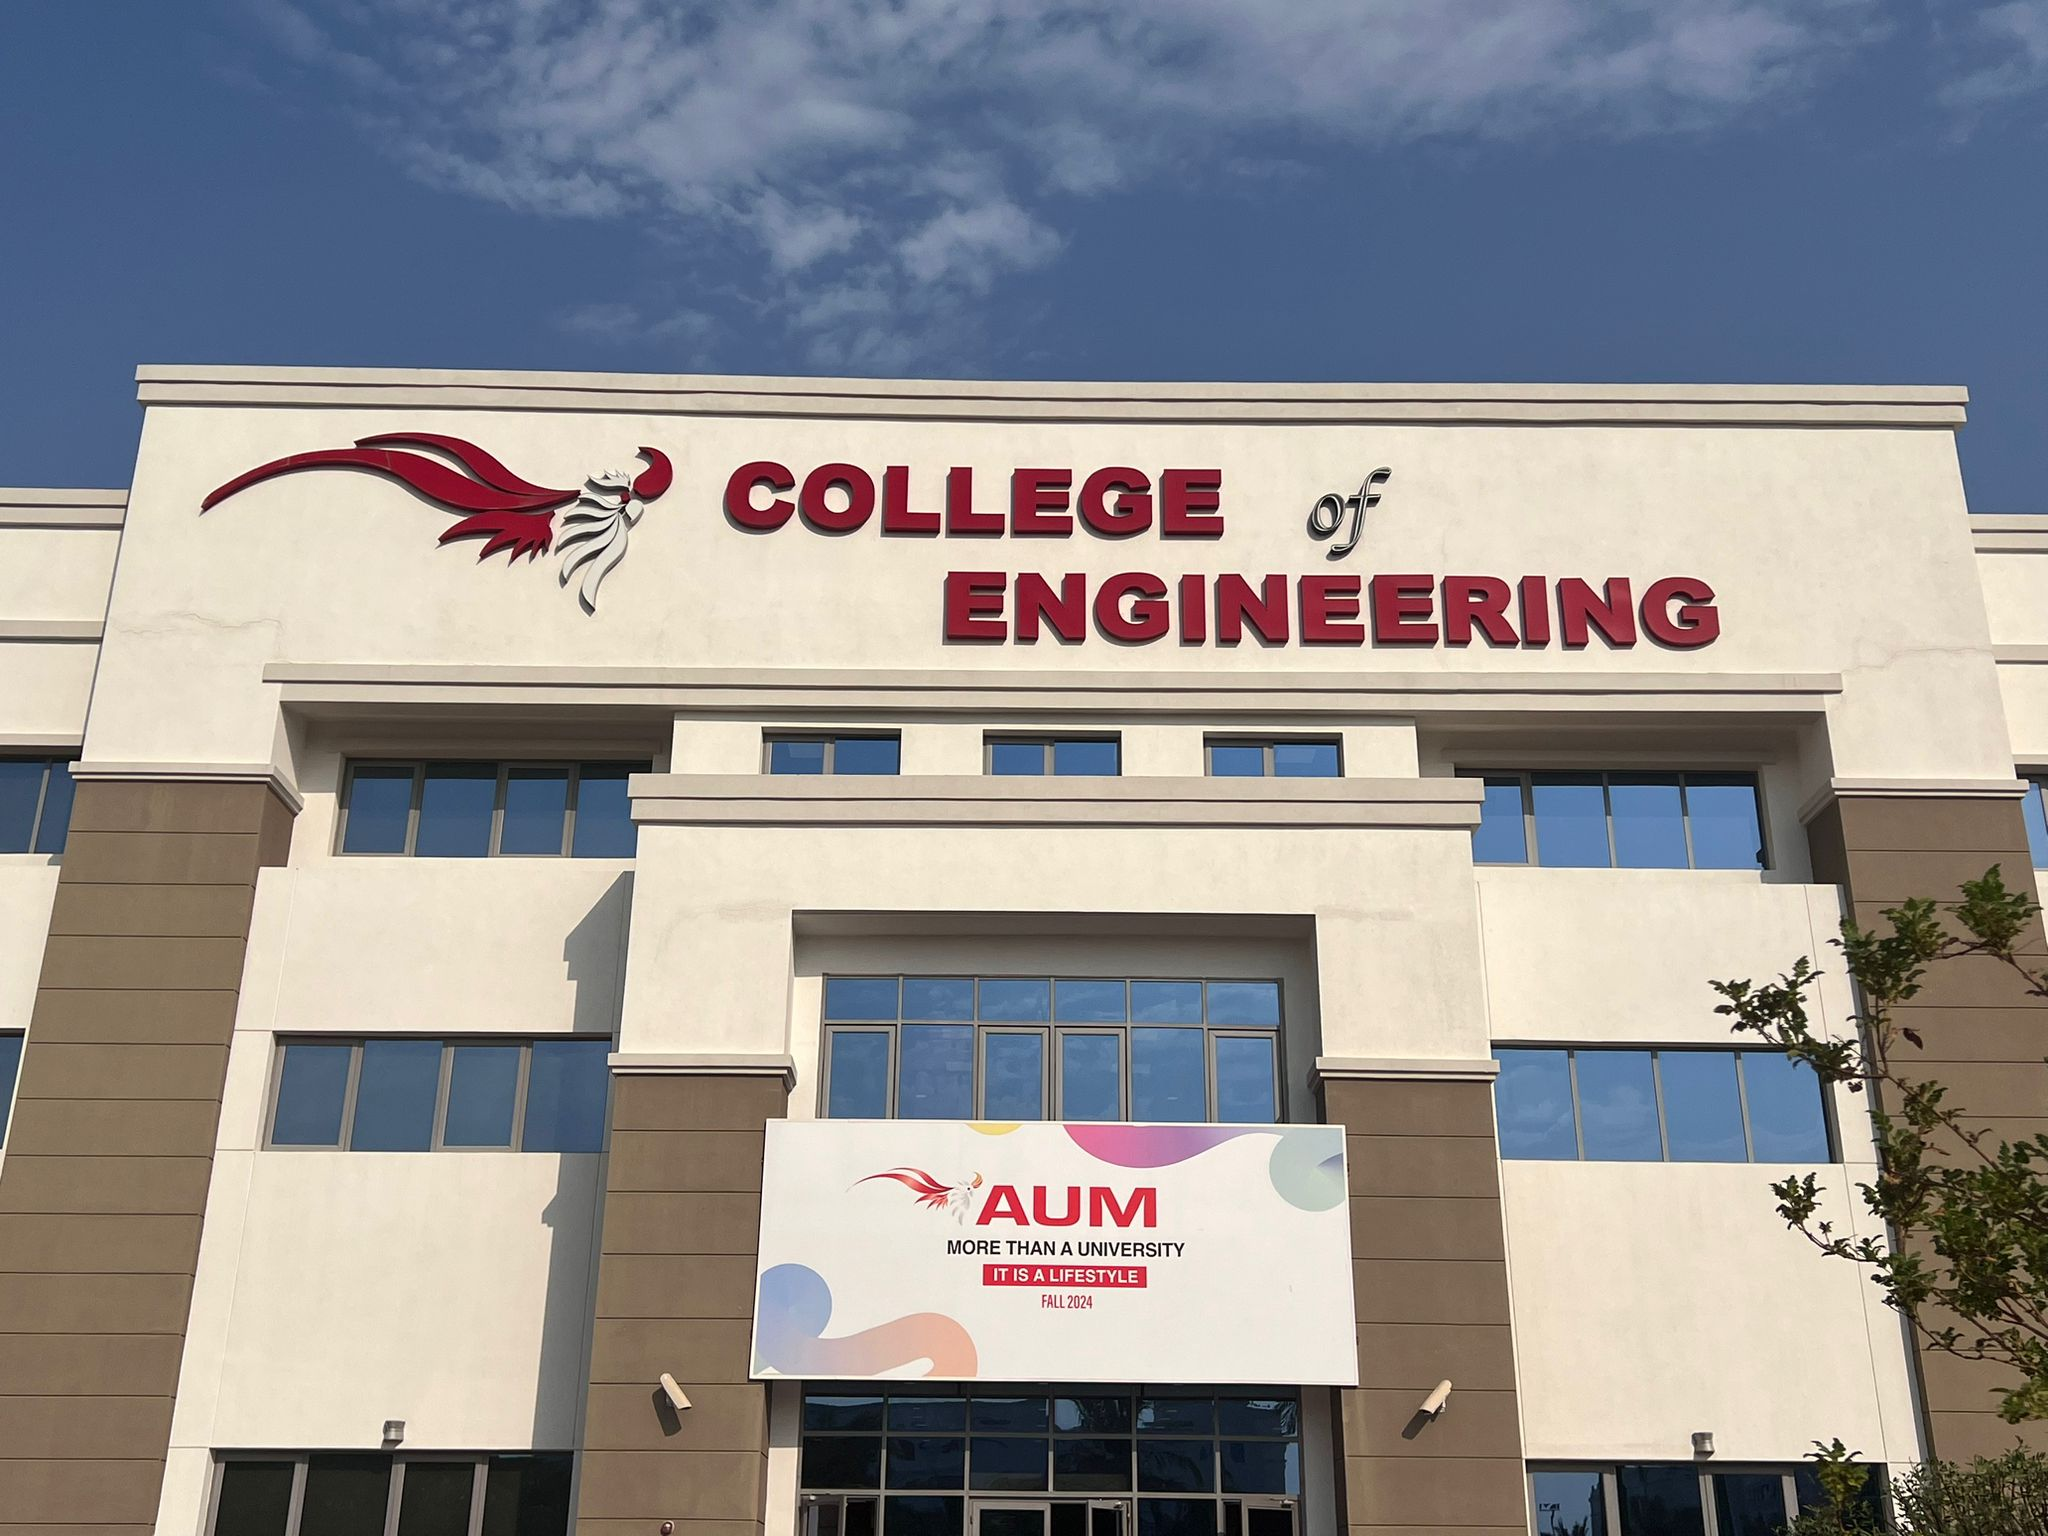 COLLEGE of
ENGINEERING
AUM
MORE THAN A UNIVERSITY
IT IS A LIFESTYLE
FALL 2024